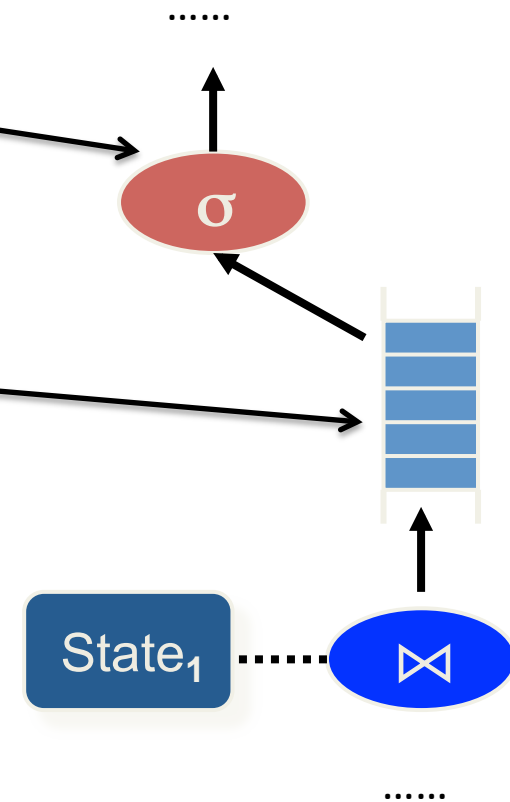 ……
σ
State₁
⋈
……